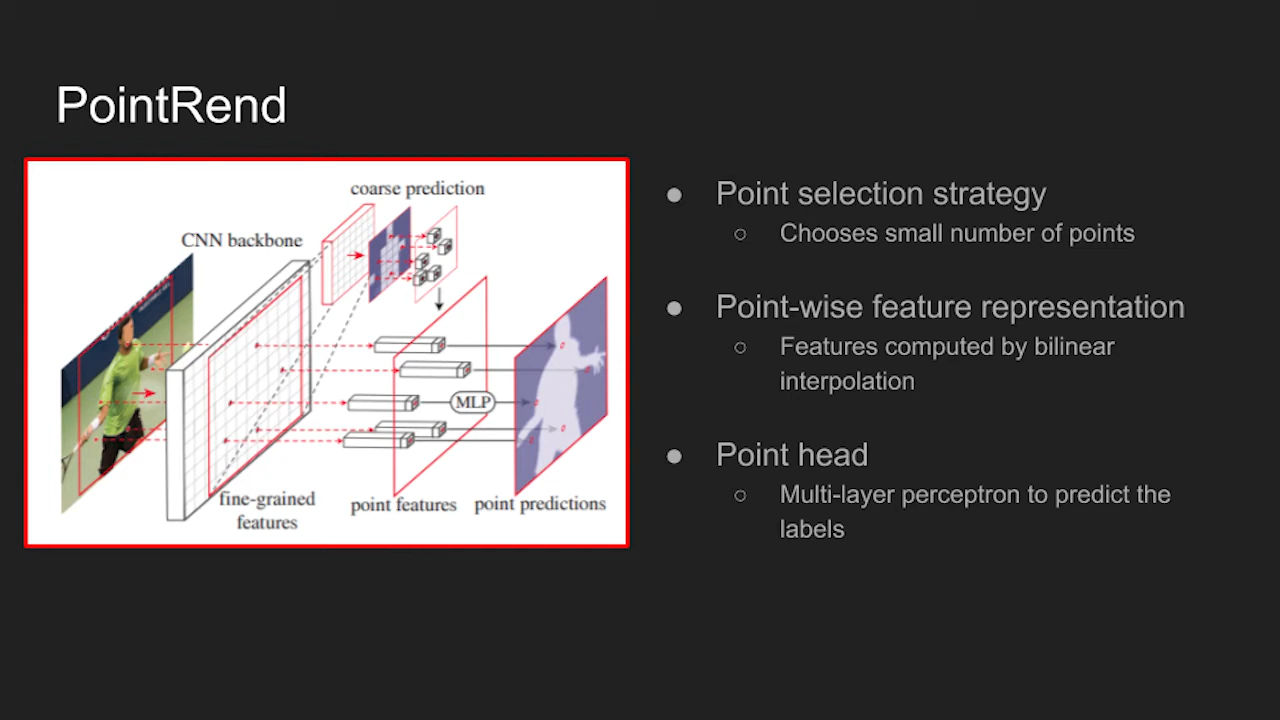 PointRend
coarse prediction
CNN backbone
MLP
fine-grained
features
point features
point predictions
● Point selection strategy
○ Chooses small number of points
● Point-wise feature representation
○ Features computed by bilinear
interpolation
● Point head
○ Multi-layer perceptron to predict the
labels